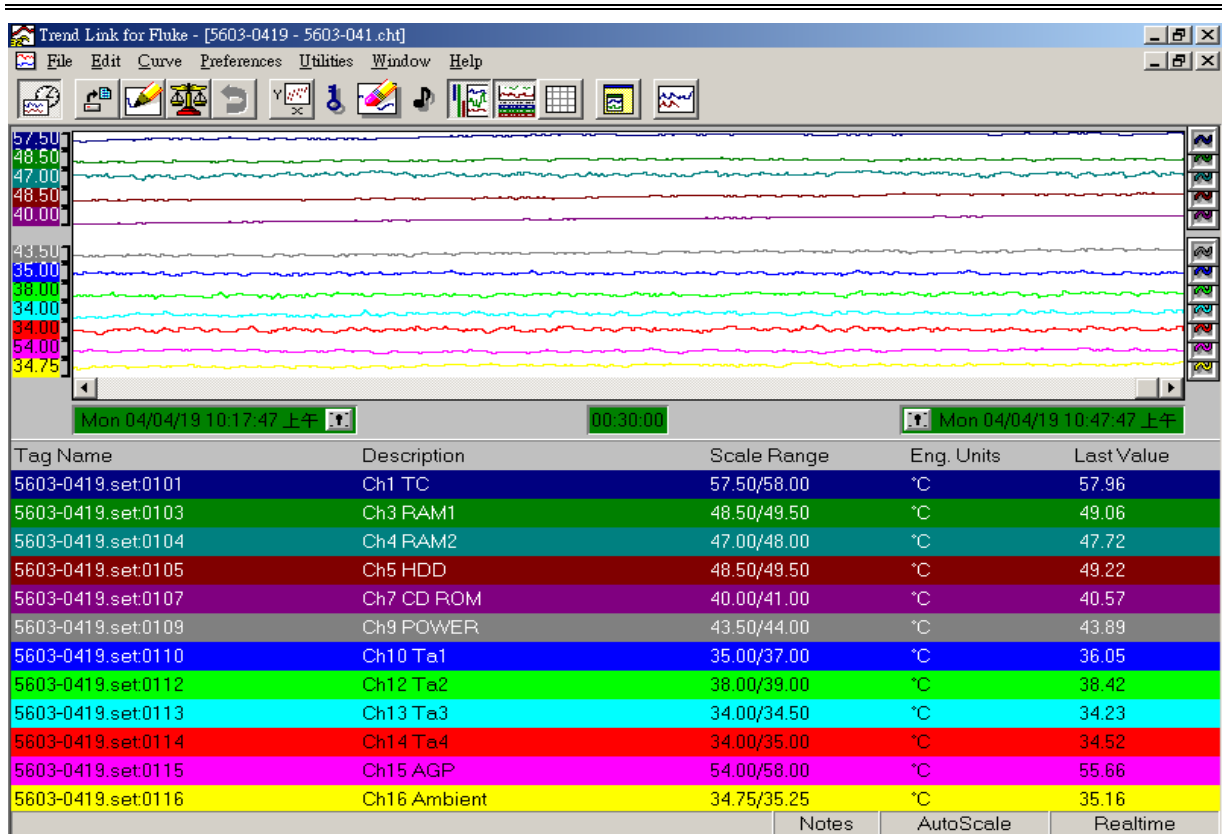 Trend Link for Fluke - [5603-0419 - 5603-041.cht]
File Edit Curve Preferences Utilities Window Help
Y
X
57.50
48.50
47.00
48.50
40.00
43.50
35.00
38.00
34.00
34.00
54.00
34.75
Mon 04/04/19 10:17:47 上午 00:30:00 Mon 04/04/19 10:47:47 上午
Tag Name Description Scale Range Eng. Units Last Value
5603-0419.set:0101 Ch1 TC 57.50/58.00 °C 57.96
5603-0419.set:0103 Ch3 RAM1 48.50/49.50 °C 49.06
5603-0419.set:0104 Ch4 RAM2 47.00/48.00 °C 47.72
5603-0419.set:0105 Ch5 HDD 48.50/49.50 °C 49.22
5603-0419.set:0107 Ch7 CD ROM 40.00/41.00 °C 40.57
5603-0419.set:0109 Ch9 POWER 43.50/44.00 °C 43.89
5603-0419.set:0110 Ch10 Ta1 35.00/37.00 °C 36.05
5603-0419.set:0112 Ch12 Ta2 38.00/39.00 °C 38.42
5603-0419.set:0113 Ch13 Ta3 34.00/34.50 °C 34.23
5603-0419.set:0114 Ch14 Ta4 34.00/35.00 °C 34.52
5603-0419.set:0115 Ch15 AGP 54.00/58.00 °C 55.66
5603-0419.set:0116 Ch16 Ambient 34.75/35.25 °C 35.16
Notes AutoScale Realtime